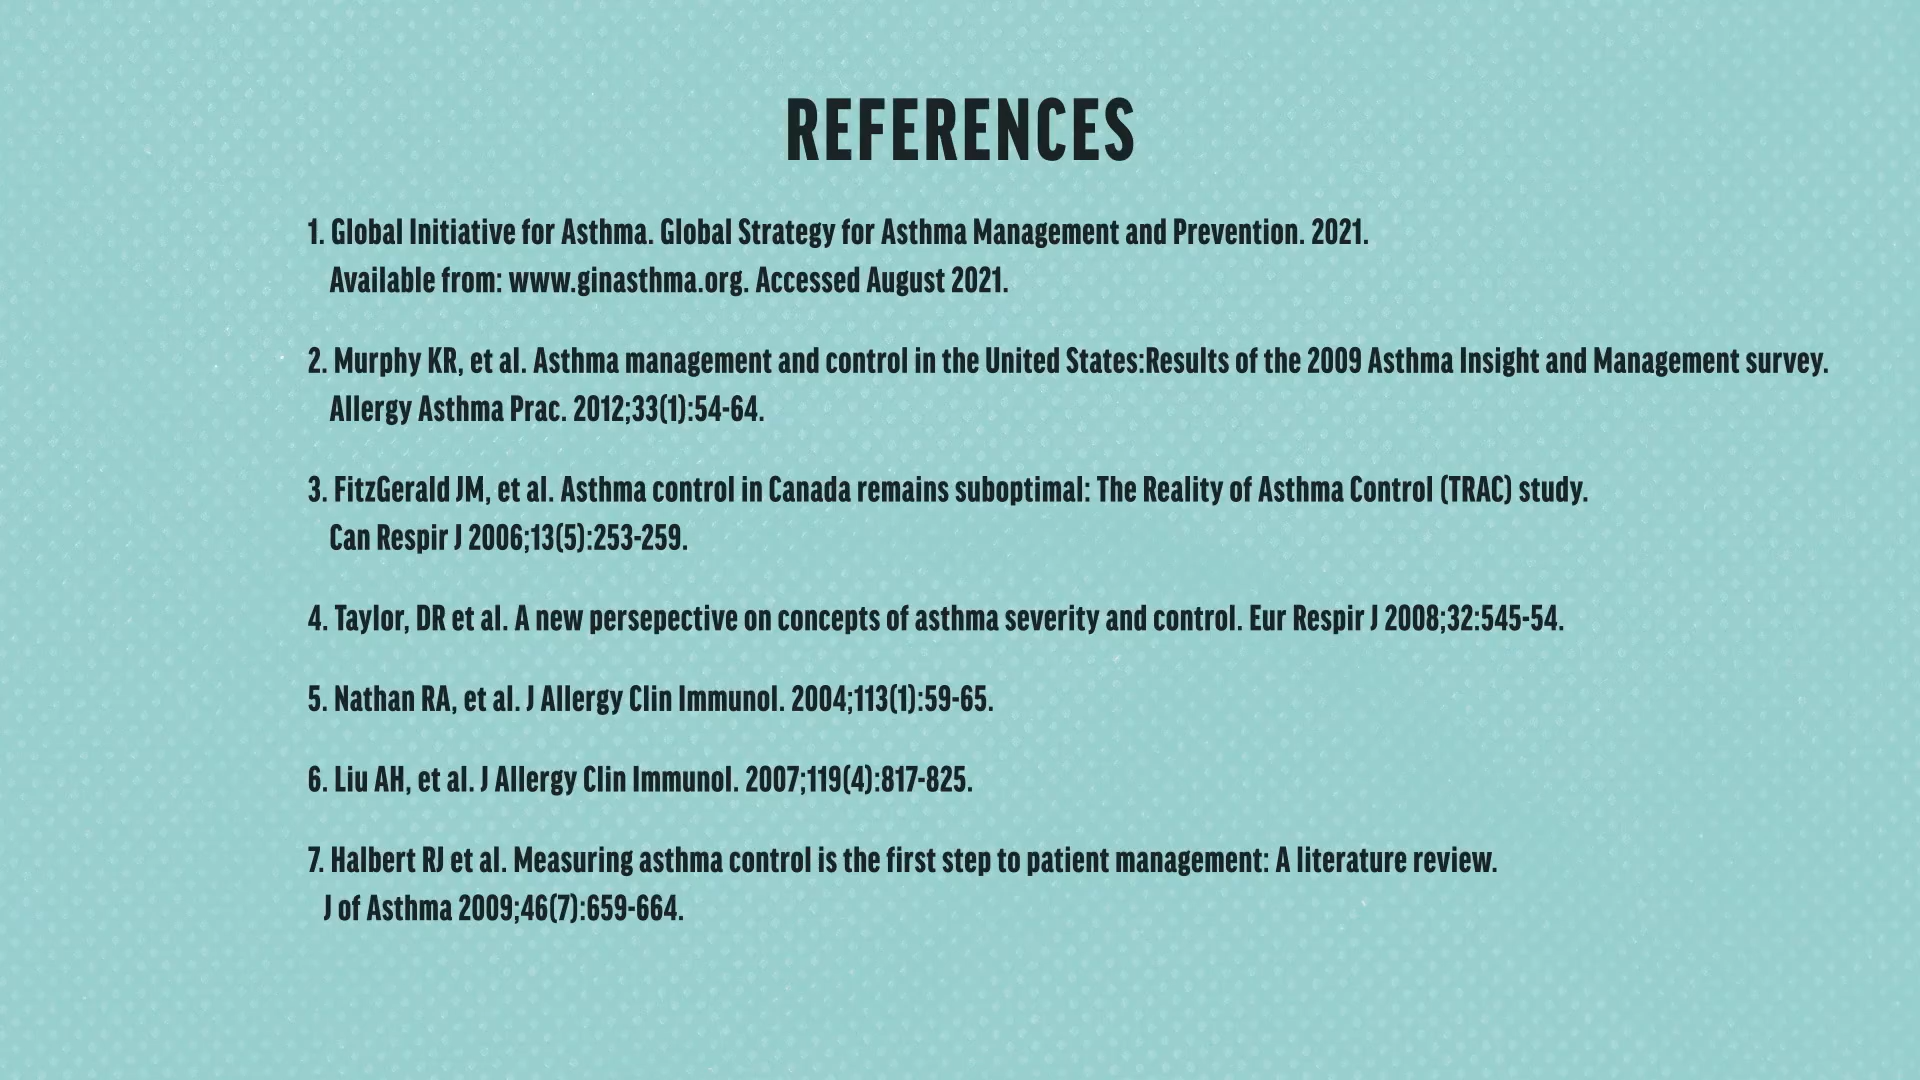 REFERENCES
1. Global Initiative for Asthma. Global Strategy for Asthma Management and Prevention. 2021.
Available from: www.ginasthma.org. Accessed August 2021.
2. Murphy KR, et al. Asthma management and control in the United States:Results of the 2009 Asthma Insight and Management survey.
Allergy Asthma Prac. 2012;33(1):54-64.
3. FitzGerald JM, et al. Asthma control in Canada remains suboptimal: The Reality of Asthma Control (TRAC) study.
Can Respir J 2006;13(5):253-259.
4. Taylor, DR et al. A new persepective on concepts of asthma severity and control. Eur Respir J 2008;32:545-54.
5. Nathan RA, et al. J Allergy Clin Immunol. 2004;113(1):59-65.
6. Liu AH, et al. J Allergy Clin Immunol. 2007;119(4):817-825.
7. Halbert RJ et al. Measuring asthma control is the first step to patient management: A literature review.
J of Asthma 2009;46(7):659-664.